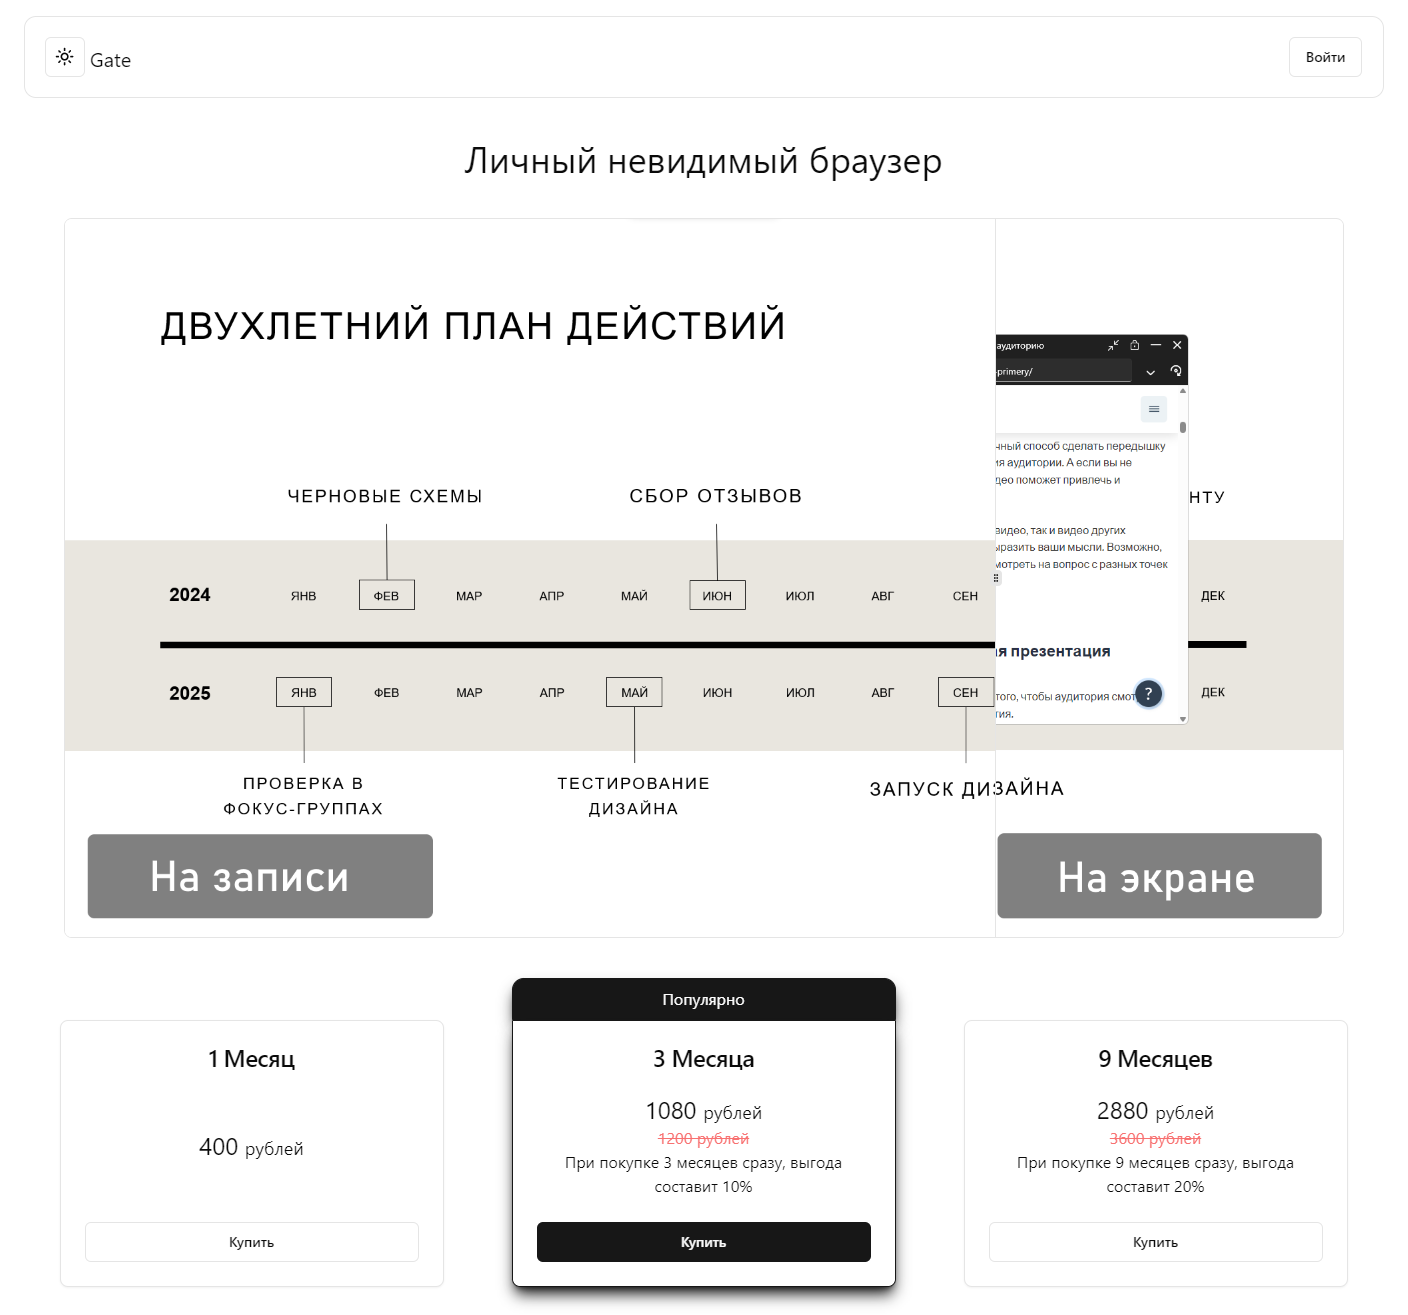 Gate
Войти
Личный невидимый браузер
ДВУХЛЕТНИЙ ПЛАН ДЕЙСТВИЙ
аудиторию
primery/
чный способ сделать передышку
ия аудитории. А если вы не
део поможет привлечь и
ЧЕРНОВЫЕ СХЕМЫ
СБОР ОТЗЫВОВ
НТУ
видео, так и видео других
ыразить ваши мысли. Возможно,
мотреть на вопрос с разных точек
2024 ЯНВ ФЕВ МАР АПР МАЙ ИЮН ИЮЛ АВГ СЕН ДЕК
я презентация
2025 ЯНВ ФЕВ МАР АПР МАЙ ИЮН ИЮЛ АВГ СЕН ДЕК
того, чтобы аудитория смот
?
тия.
ПРОВЕРКА В
ФОКУС-ГРУППАХ
ТЕСТИРОВАНИЕ
ДИЗАЙНА
ЗАПУСК ДИЗАЙНА
На записи
На экране
1 Месяц
400 рублей
Купить
Популярно
3 Месяца
1080 рублей
1200 рублей
При покупке 3 месяцев сразу, выгода
составит 10%
Купить
9 Месяцев
2880 рублей
3600 рублей
При покупке 9 месяцев сразу, выгода
составит 20%
Купить